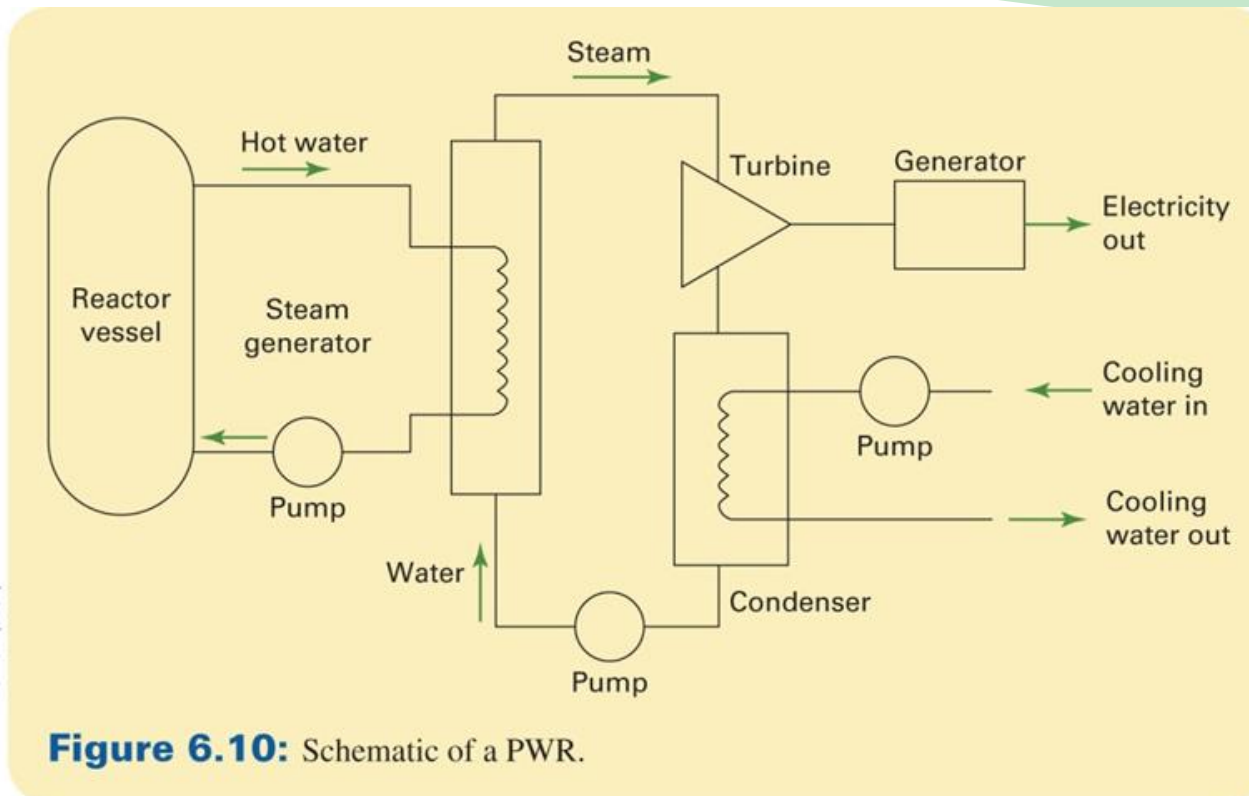 Steam
Hot water
Turbine
Generator
Electricity
out
Reactor
vessel
Steam
generator
Cooling
water in
Pump
Pump
Cooling
water out
Water
Condenser
Pump
Figure 6.10: Schematic of a PWR.